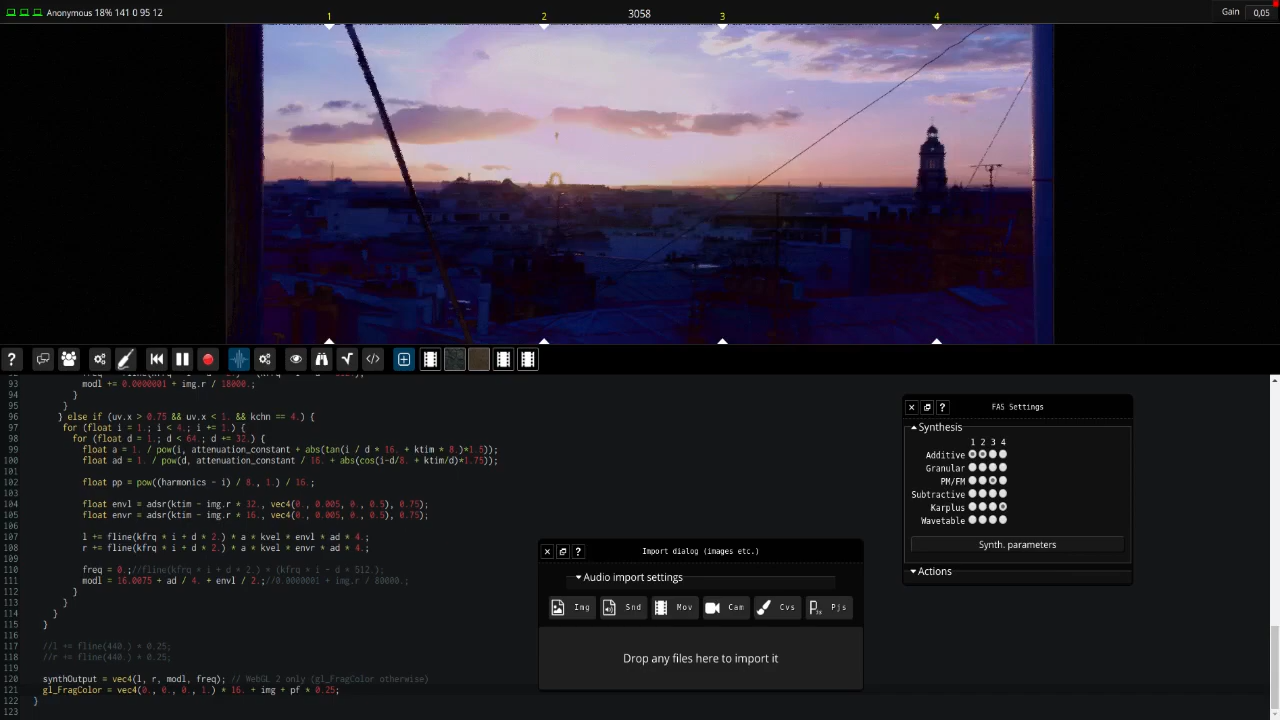 Anonymous 18% 141 0 95 12
1
2
3058
3
4
Gain 0,05
93 modl += 0.0000001 + img.r / 18000.;
94 }
95 }
96 } else if (uv.x > 0.75 && uv.x < 1. && kchn == 4.) {
97 for (float i = 1.; i < 4.; i += 1.) {
98 for (float d = 1.; d < 64.; d += 32.) {
99 float a = 1. / pow(i, attenuation_constant + abs(tan(i / d * 16. + ktim * 8.)*1.5));
100 float ad = 1. / pow(d, attenuation_constant / 16. + abs(cos(i-d/8. + ktim/d)*1.75));
101
102 float pp = pow((harmonics - i) / 8., 1.) / 16.;
103
104 float envl = adsr(ktim - img.r * 32., vec4(0., 0.005, 0., 0.5), 0.75);
105 float envr = adsr(ktim - img.r * 16., vec4(0., 0.005, 0., 0.5), 0.75);
106
107 l += fline(kfrq * i + d * 2.) * a * kvel * envl * ad * 4.;
108 r += fline(kfrq * i + d * 2.) * a * kvel * envr * ad * 4.;
109
110 freq = 0.;//fline(kfrq * i + d * 2.) * (kfrq * i - d * 512.);
111 modl = 16.0075 + ad / 4. + envl / 2.;//0.0000001 + img.r / 80000.;
112 }
113 }
114 }
115 }
116
117 //l += fline(440.) * 0.25;
118 //r += fline(440.) * 0.25;
119
120 synthOutput = vec4(l, r, modl, freq); // WebGL 2 only (gl_FragColor otherwise)
121 gl_FragColor = vec4(0., 0., 0., 1.) * 16. + img + pf * 0.25;
122 }
123
Import dialog (images etc.)
Audio import settings
Img Snd Mov Cam Cvs Pjs
Drop any files here to import it
FAS Settings
Synthesis
1 2 3 4
Additive
Granular
PM/FM
Subtractive
Karplus
Wavetable
Synth. parameters
Actions